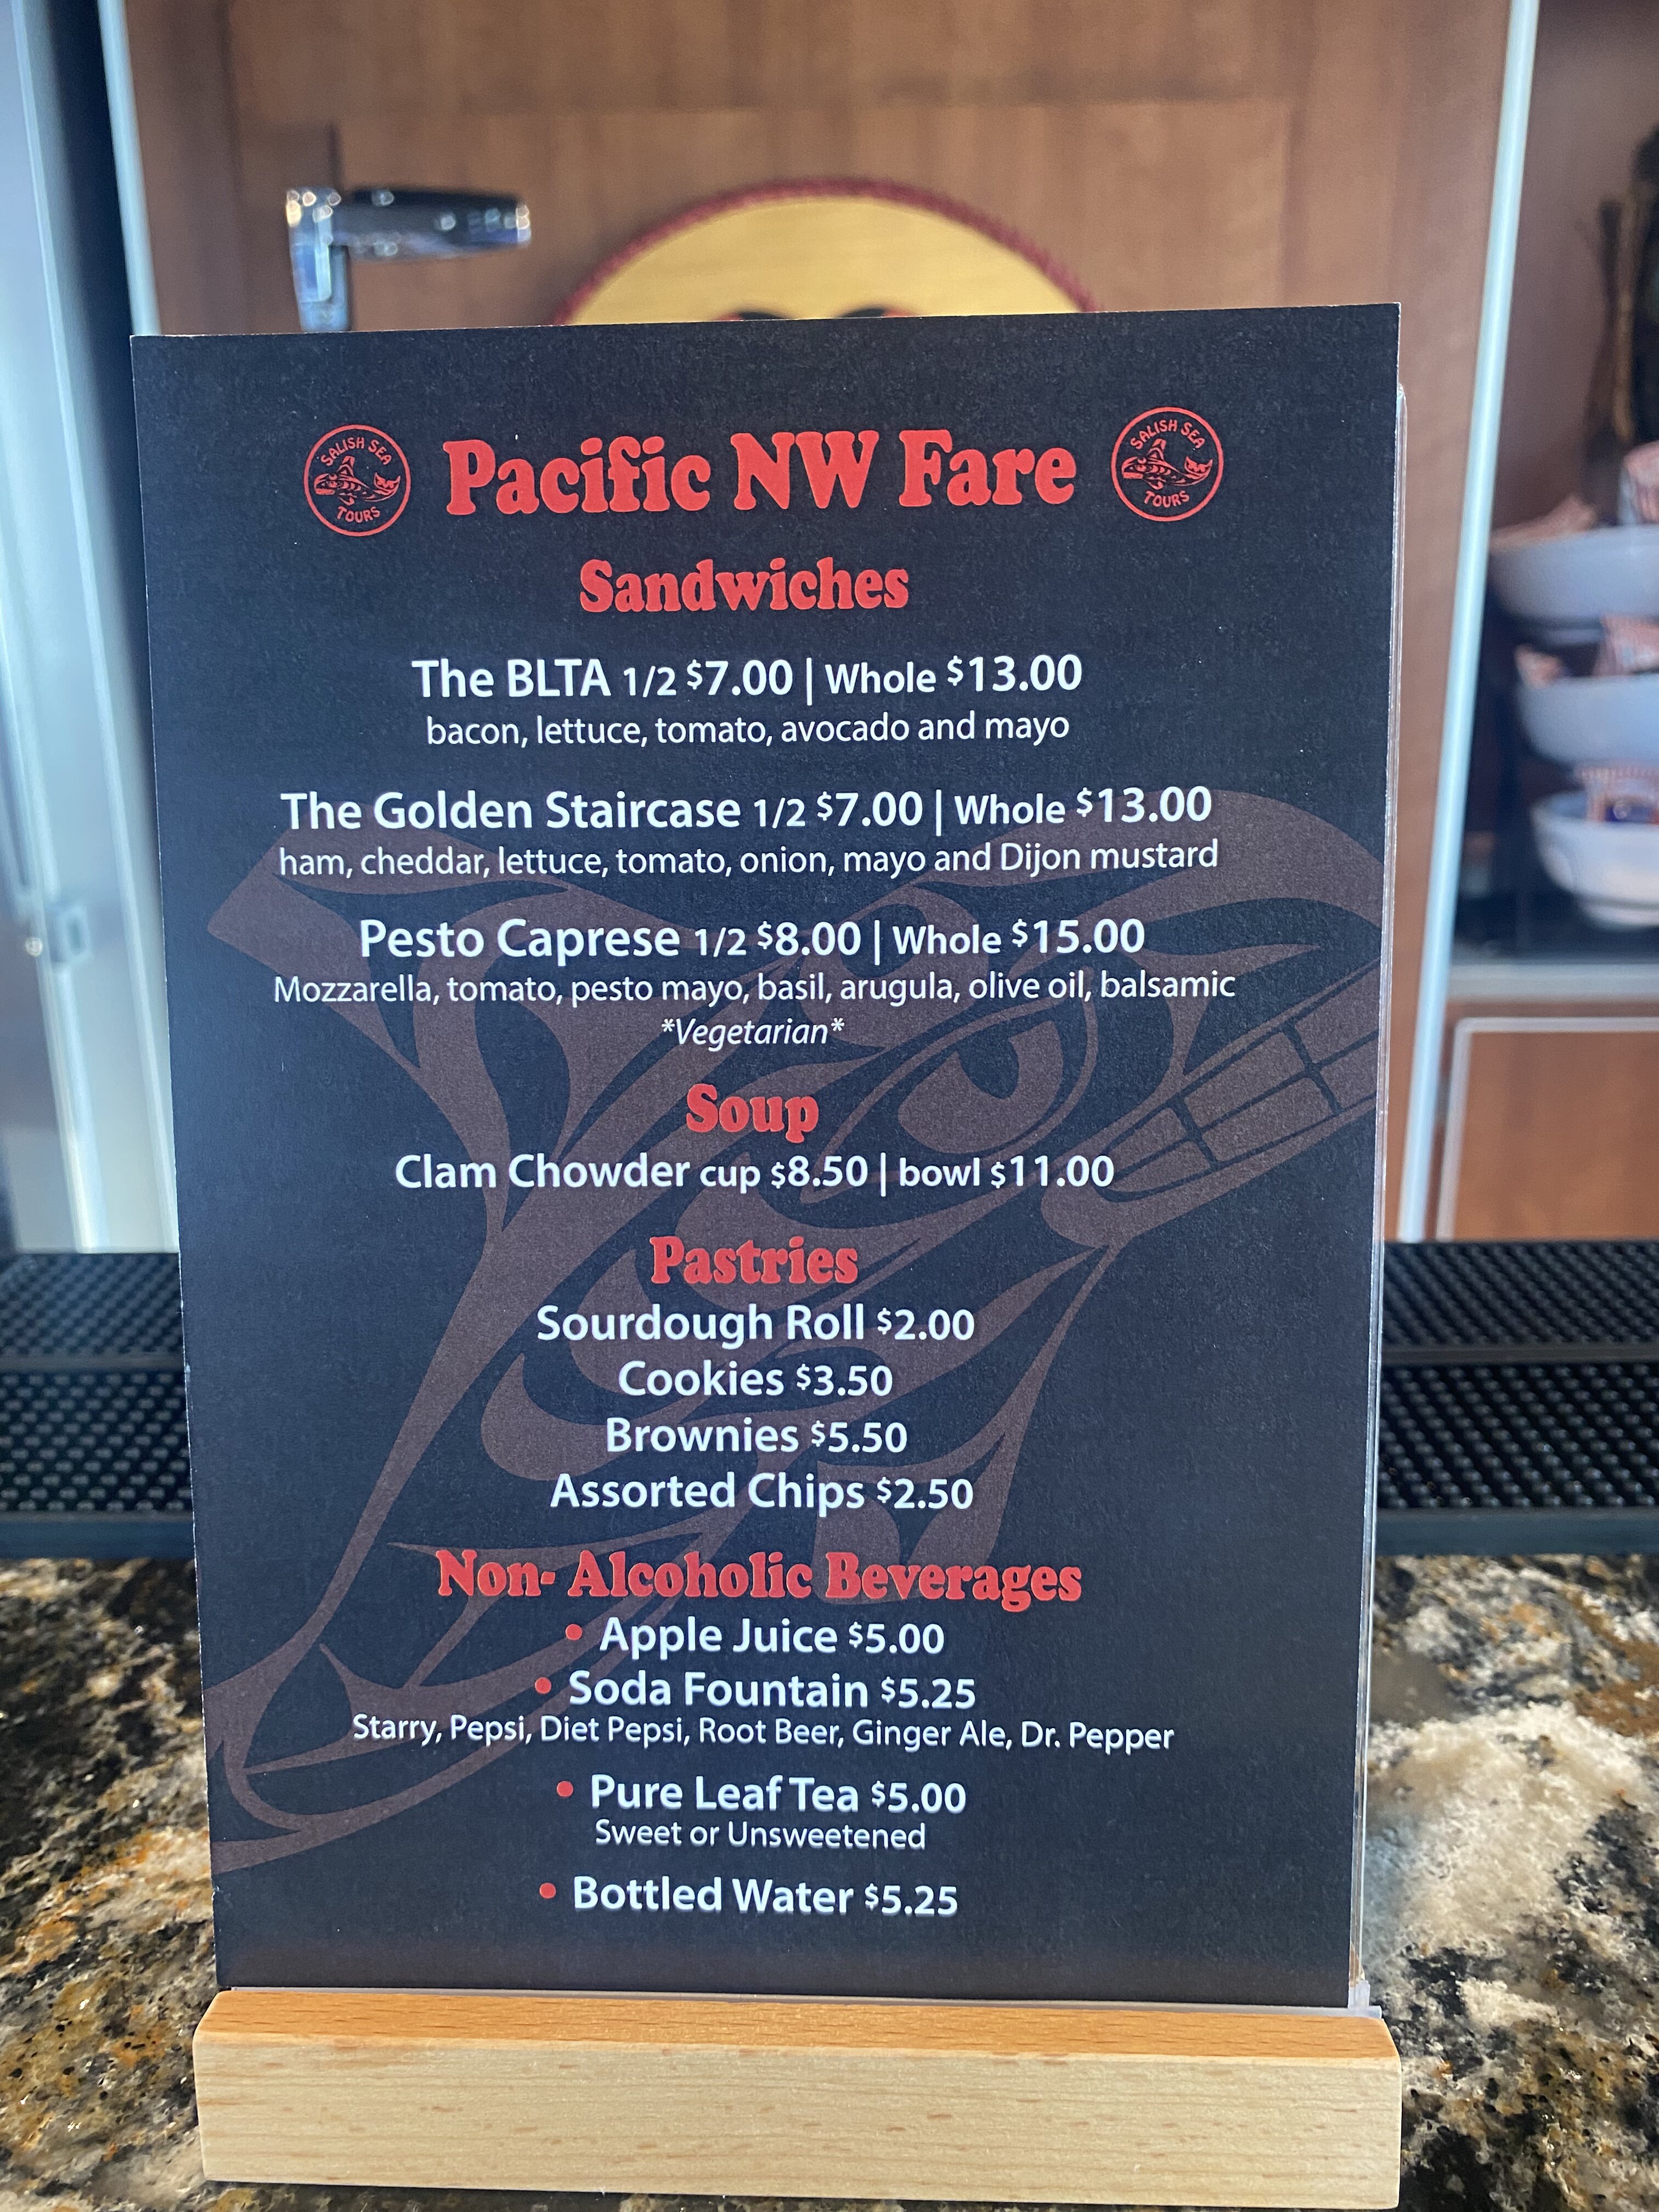 SALISH SEA TOURS
Pacific NW Fare
SALISH SEA TOURS
Sandwiches
The BLTA 1/2 $7.00 | Whole $13.00
bacon, lettuce, tomato, avocado and mayo
The Golden Staircase 1/2 $7.00 | Whole $13.00
ham, cheddar, lettuce, tomato, onion, mayo and Dijon mustard
Pesto Caprese 1/2 $8.00 | Whole $15.00
Mozzarella, tomato, pesto mayo, basil, arugula, olive oil, balsamic
*Vegetarian*
Soup
Clam Chowder cup $8.50 | bowl $11.00
Pastries
Sourdough Roll $2.00
Cookies $3.50
Brownies $5.50
Assorted Chips $2.50
Non- Alcoholic Beverages
• Apple Juice $5.00
• Soda Fountain $5.25
Starry, Pepsi, Diet Pepsi, Root Beer, Ginger Ale, Dr. Pepper
• Pure Leaf Tea $5.00
Sweet or Unsweetened
• Bottled Water $5.25